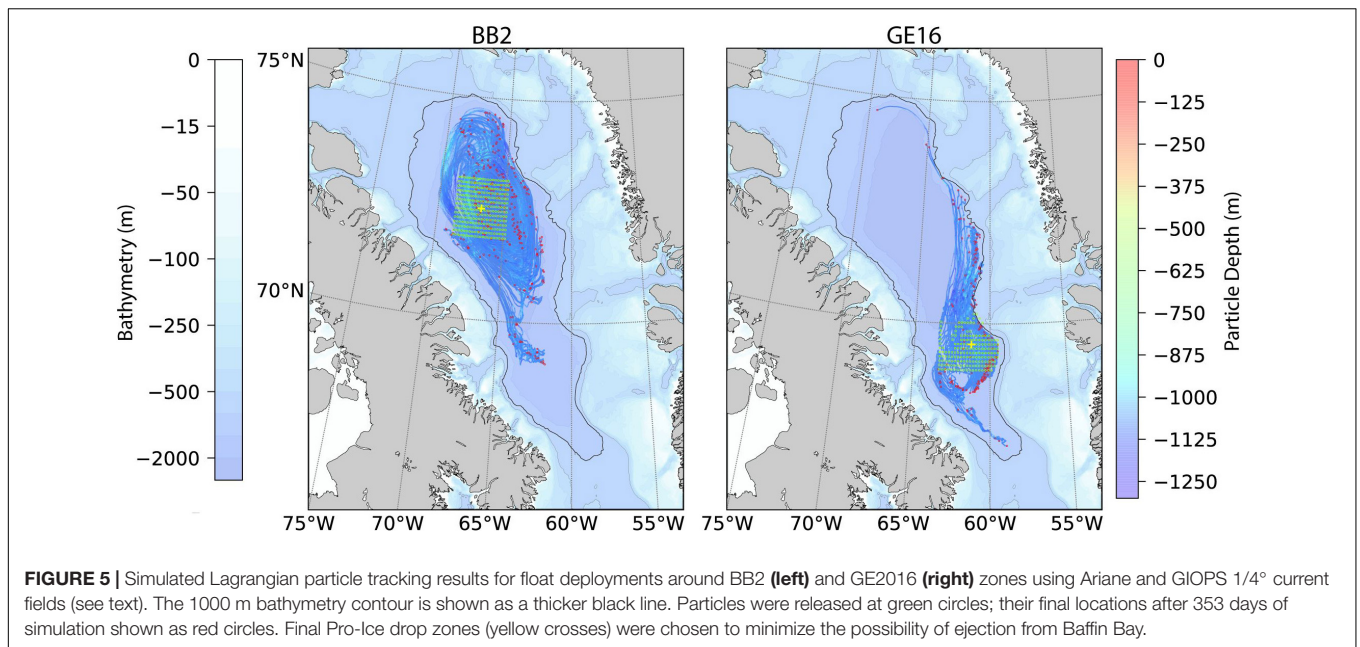 BB2
GE16
75°N
70°N
0
−15
−50
−100
−250
−500
−2000
Bathymetry (m)
0
−125
−250
−375
−500
−625
−750
−875
−1000
−1125
−1250
Particle Depth (m)
75°W 70°W 65°W 60°W 55°W
75°W 70°W 65°W 60°W 55°W
FIGURE 5 | Simulated Lagrangian particle tracking results for float deployments around BB2 (left) and GE2016 (right) zones using Ariane and GIOPS 1/4° current
fields (see text). The 1000 m bathymetry contour is shown as a thicker black line. Particles were released at green circles; their final locations after 353 days of
simulation shown as red circles. Final Pro-Ice drop zones (yellow crosses) were chosen to minimize the possibility of ejection from Baffin Bay.